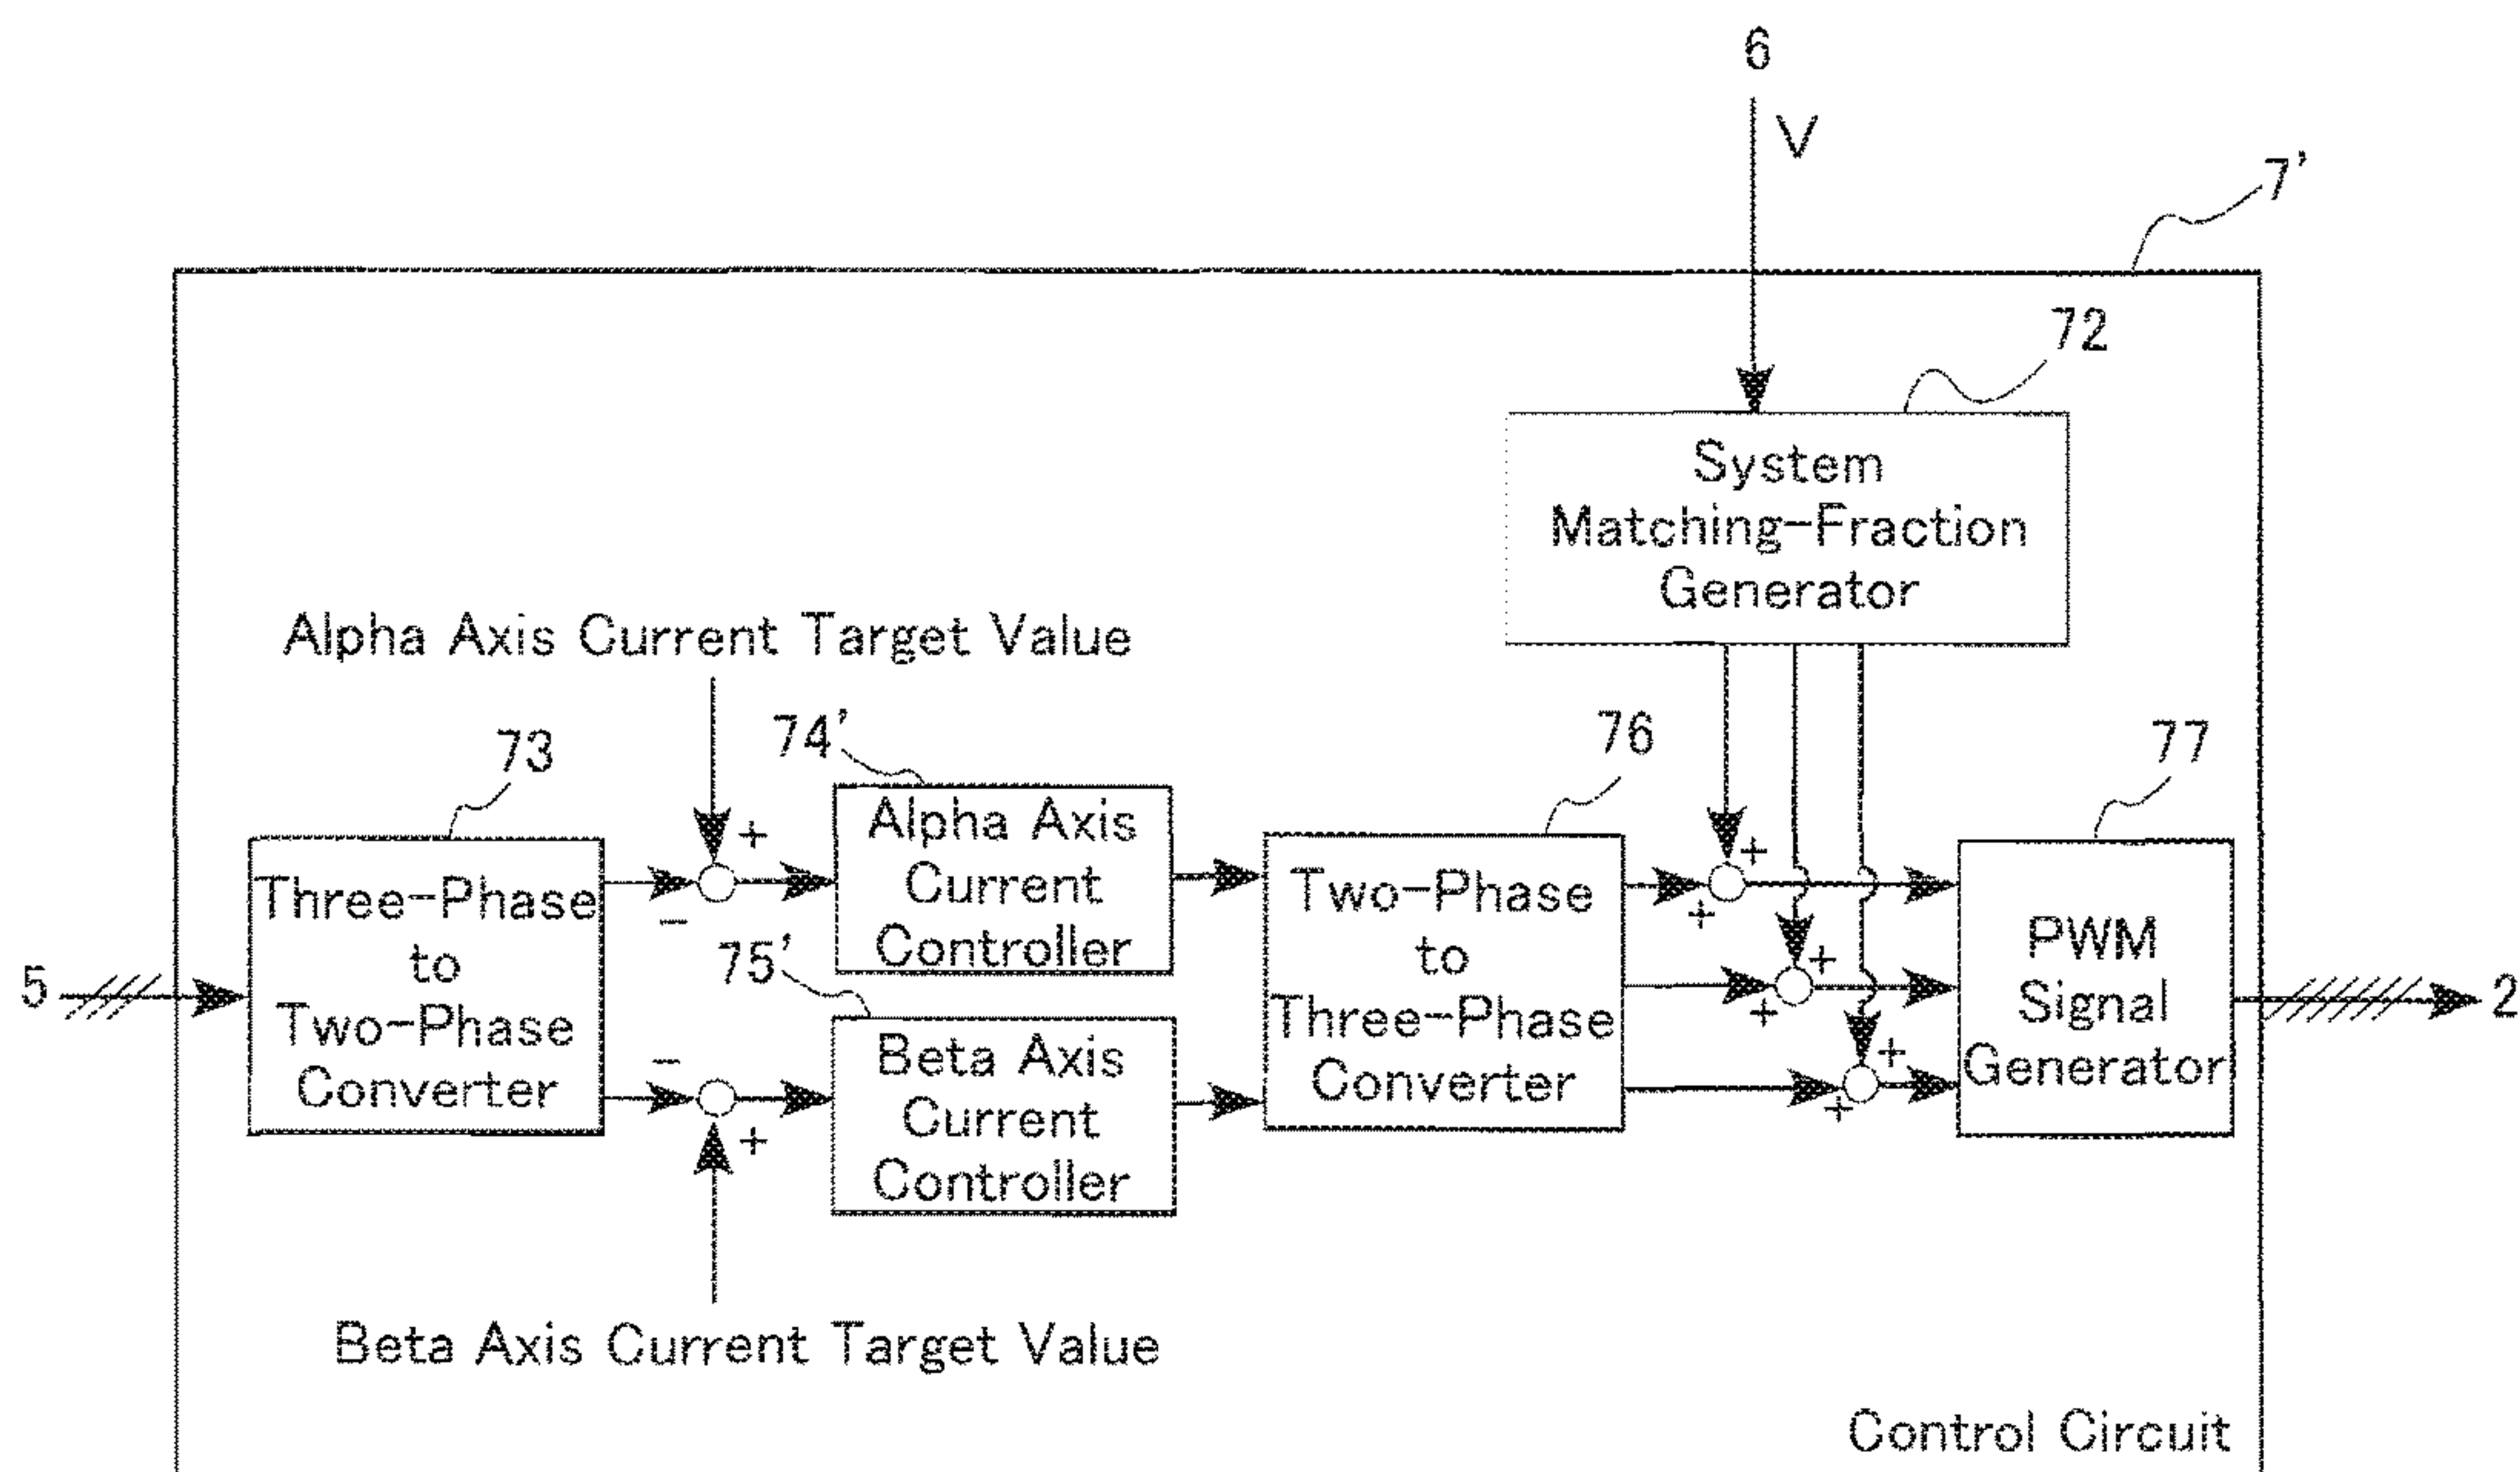 6
V
7'
72
System
Matching-Fraction
Generator
Alpha Axis Current Target Value
73
74'
76
77
+
Three-Phase
to
Two-Phase
Converter
-
Alpha Axis
Current
Controller
75'
Two-Phase
to
Three-Phase
Converter
+
+
+
+
+
+
PWM
Signal
Generator
5
2
-
+
Beta Axis
Current
Controller
Beta Axis Current Target Value
Control Circuit